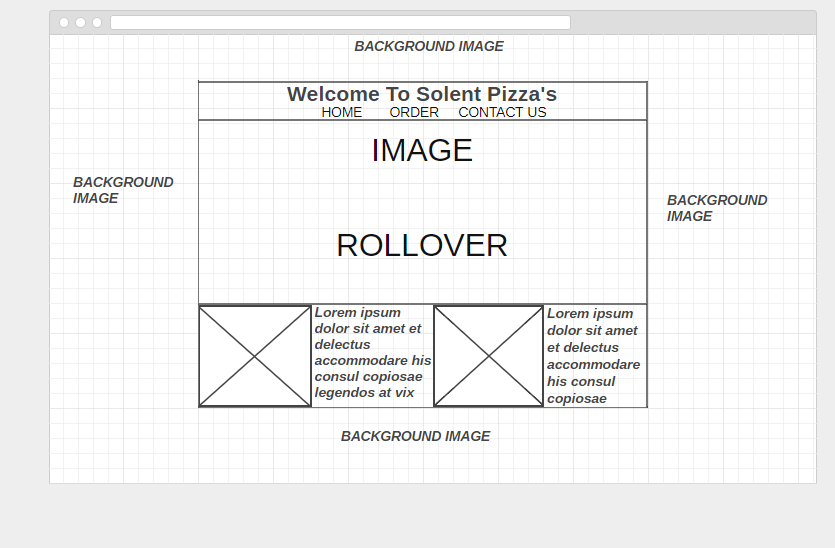 BACKGROUND IMAGE
Welcome To Solent Pizza's
HOME ORDER CONTACT US
IMAGE
ROLLOVER
BACKGROUND
IMAGE
BACKGROUND
IMAGE
Lorem ipsum
dolor sit amet et
delectus
accommodare his
consul copiosae
legendos at vix
Lorem ipsum
dolor sit amet
et delectus
accommodare
his consul
copiosae
BACKGROUND IMAGE